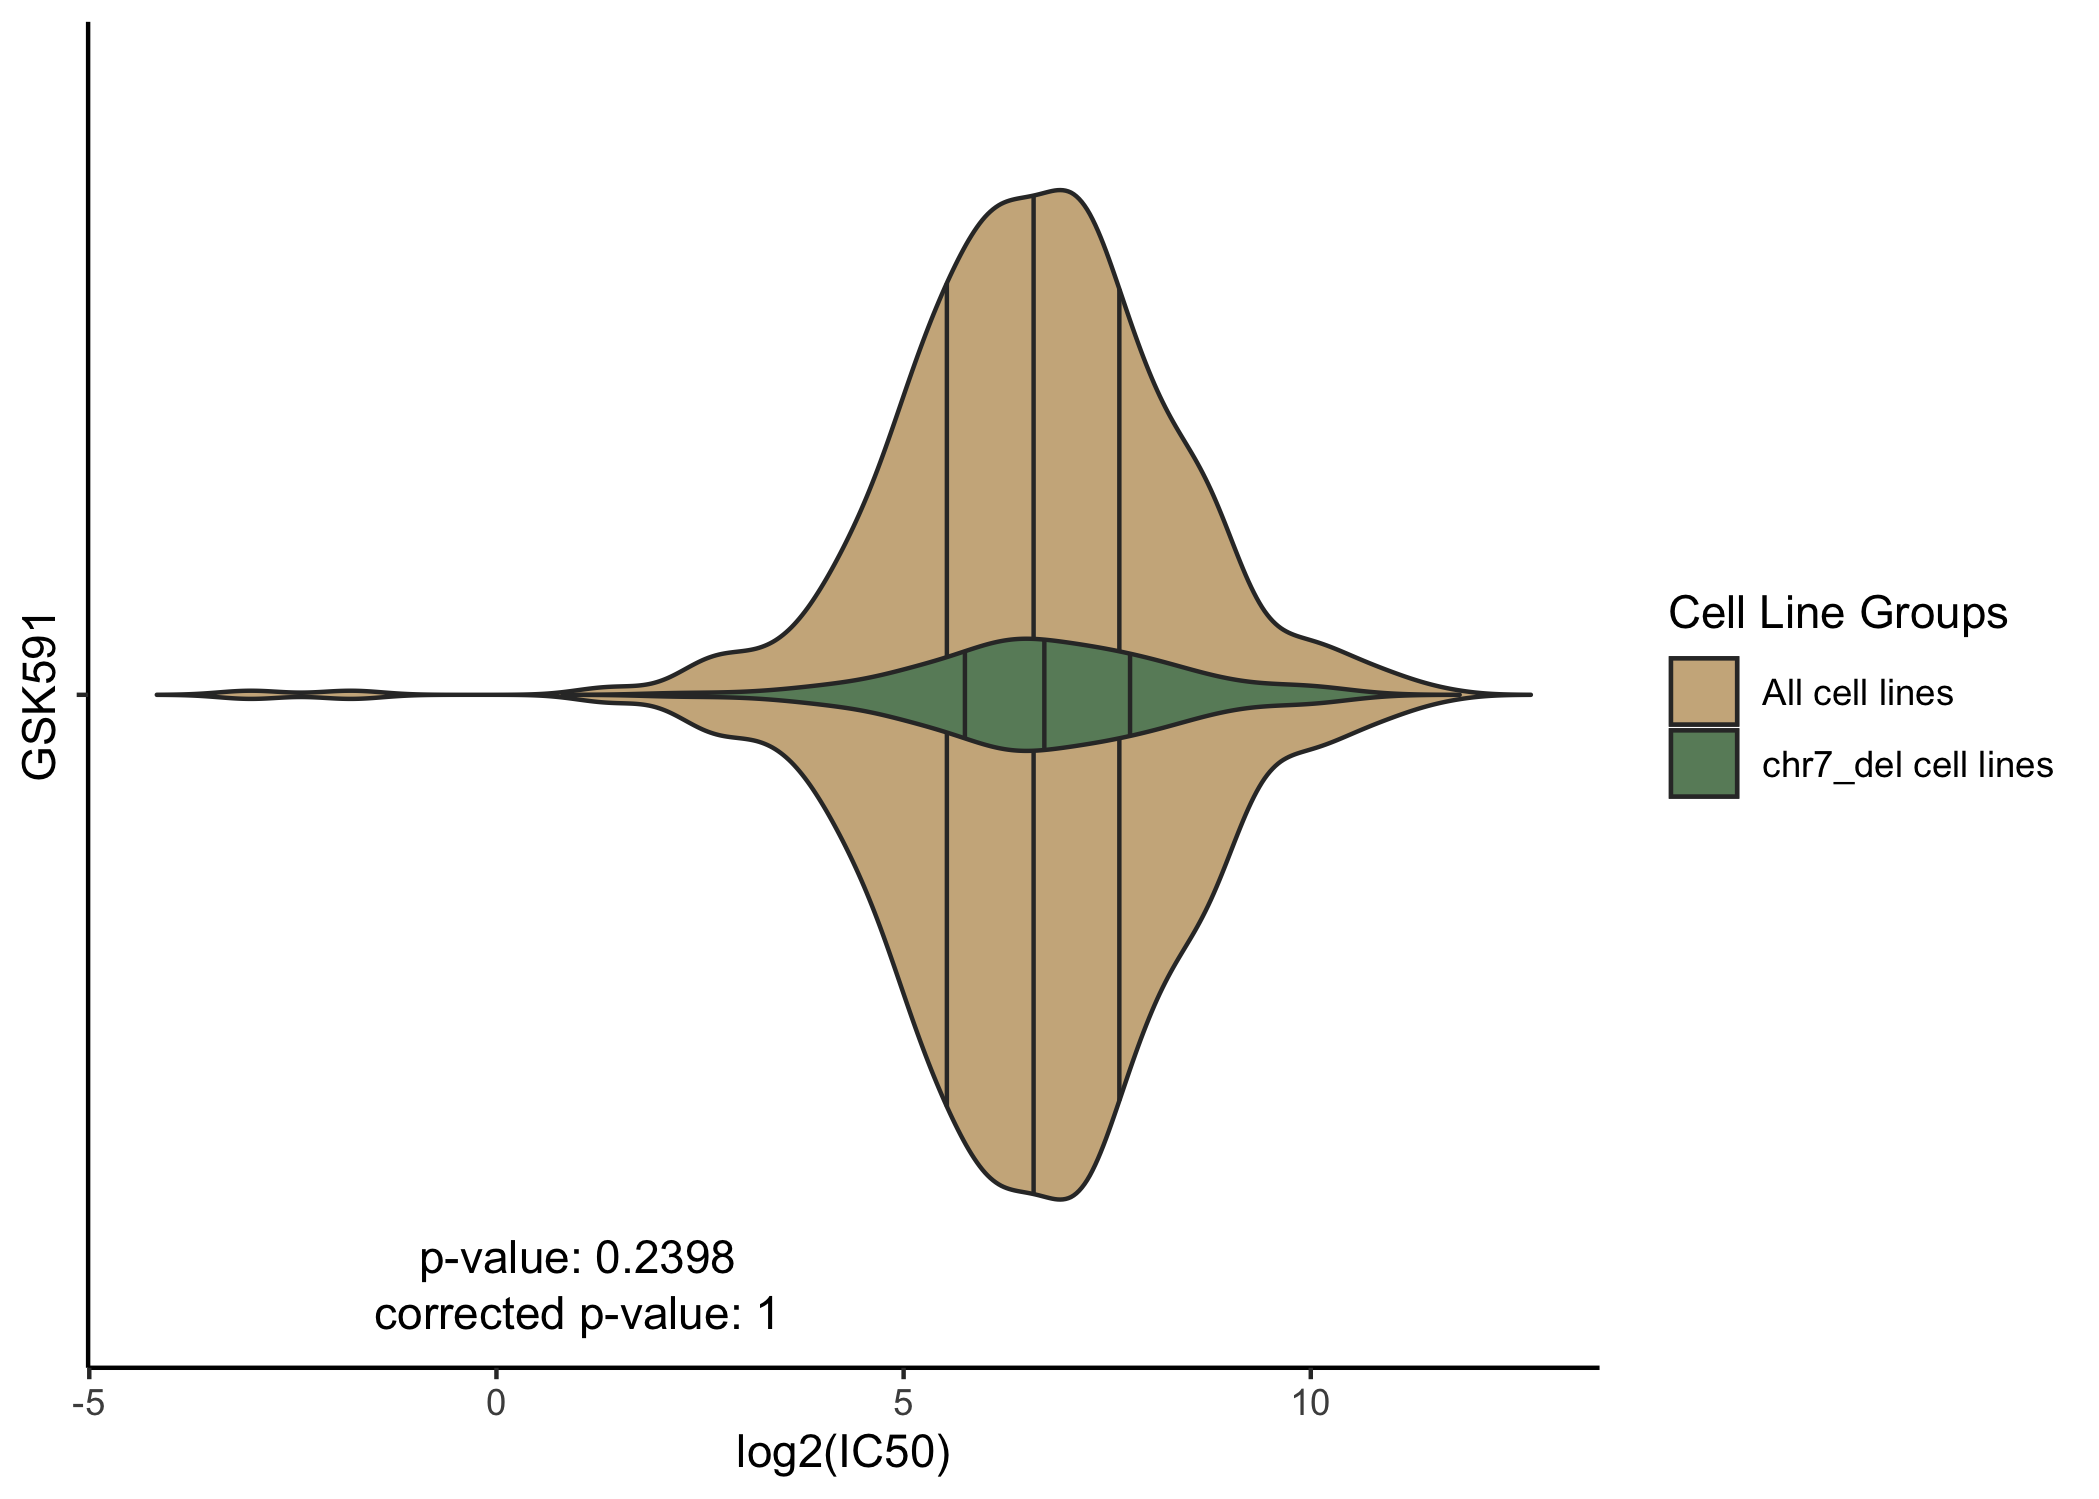 GSK591
p-value: 0.2398
corrected p-value: 1
-5 0 5 10
log2(IC50)
Cell Line Groups
All cell lines
chr7_del cell lines